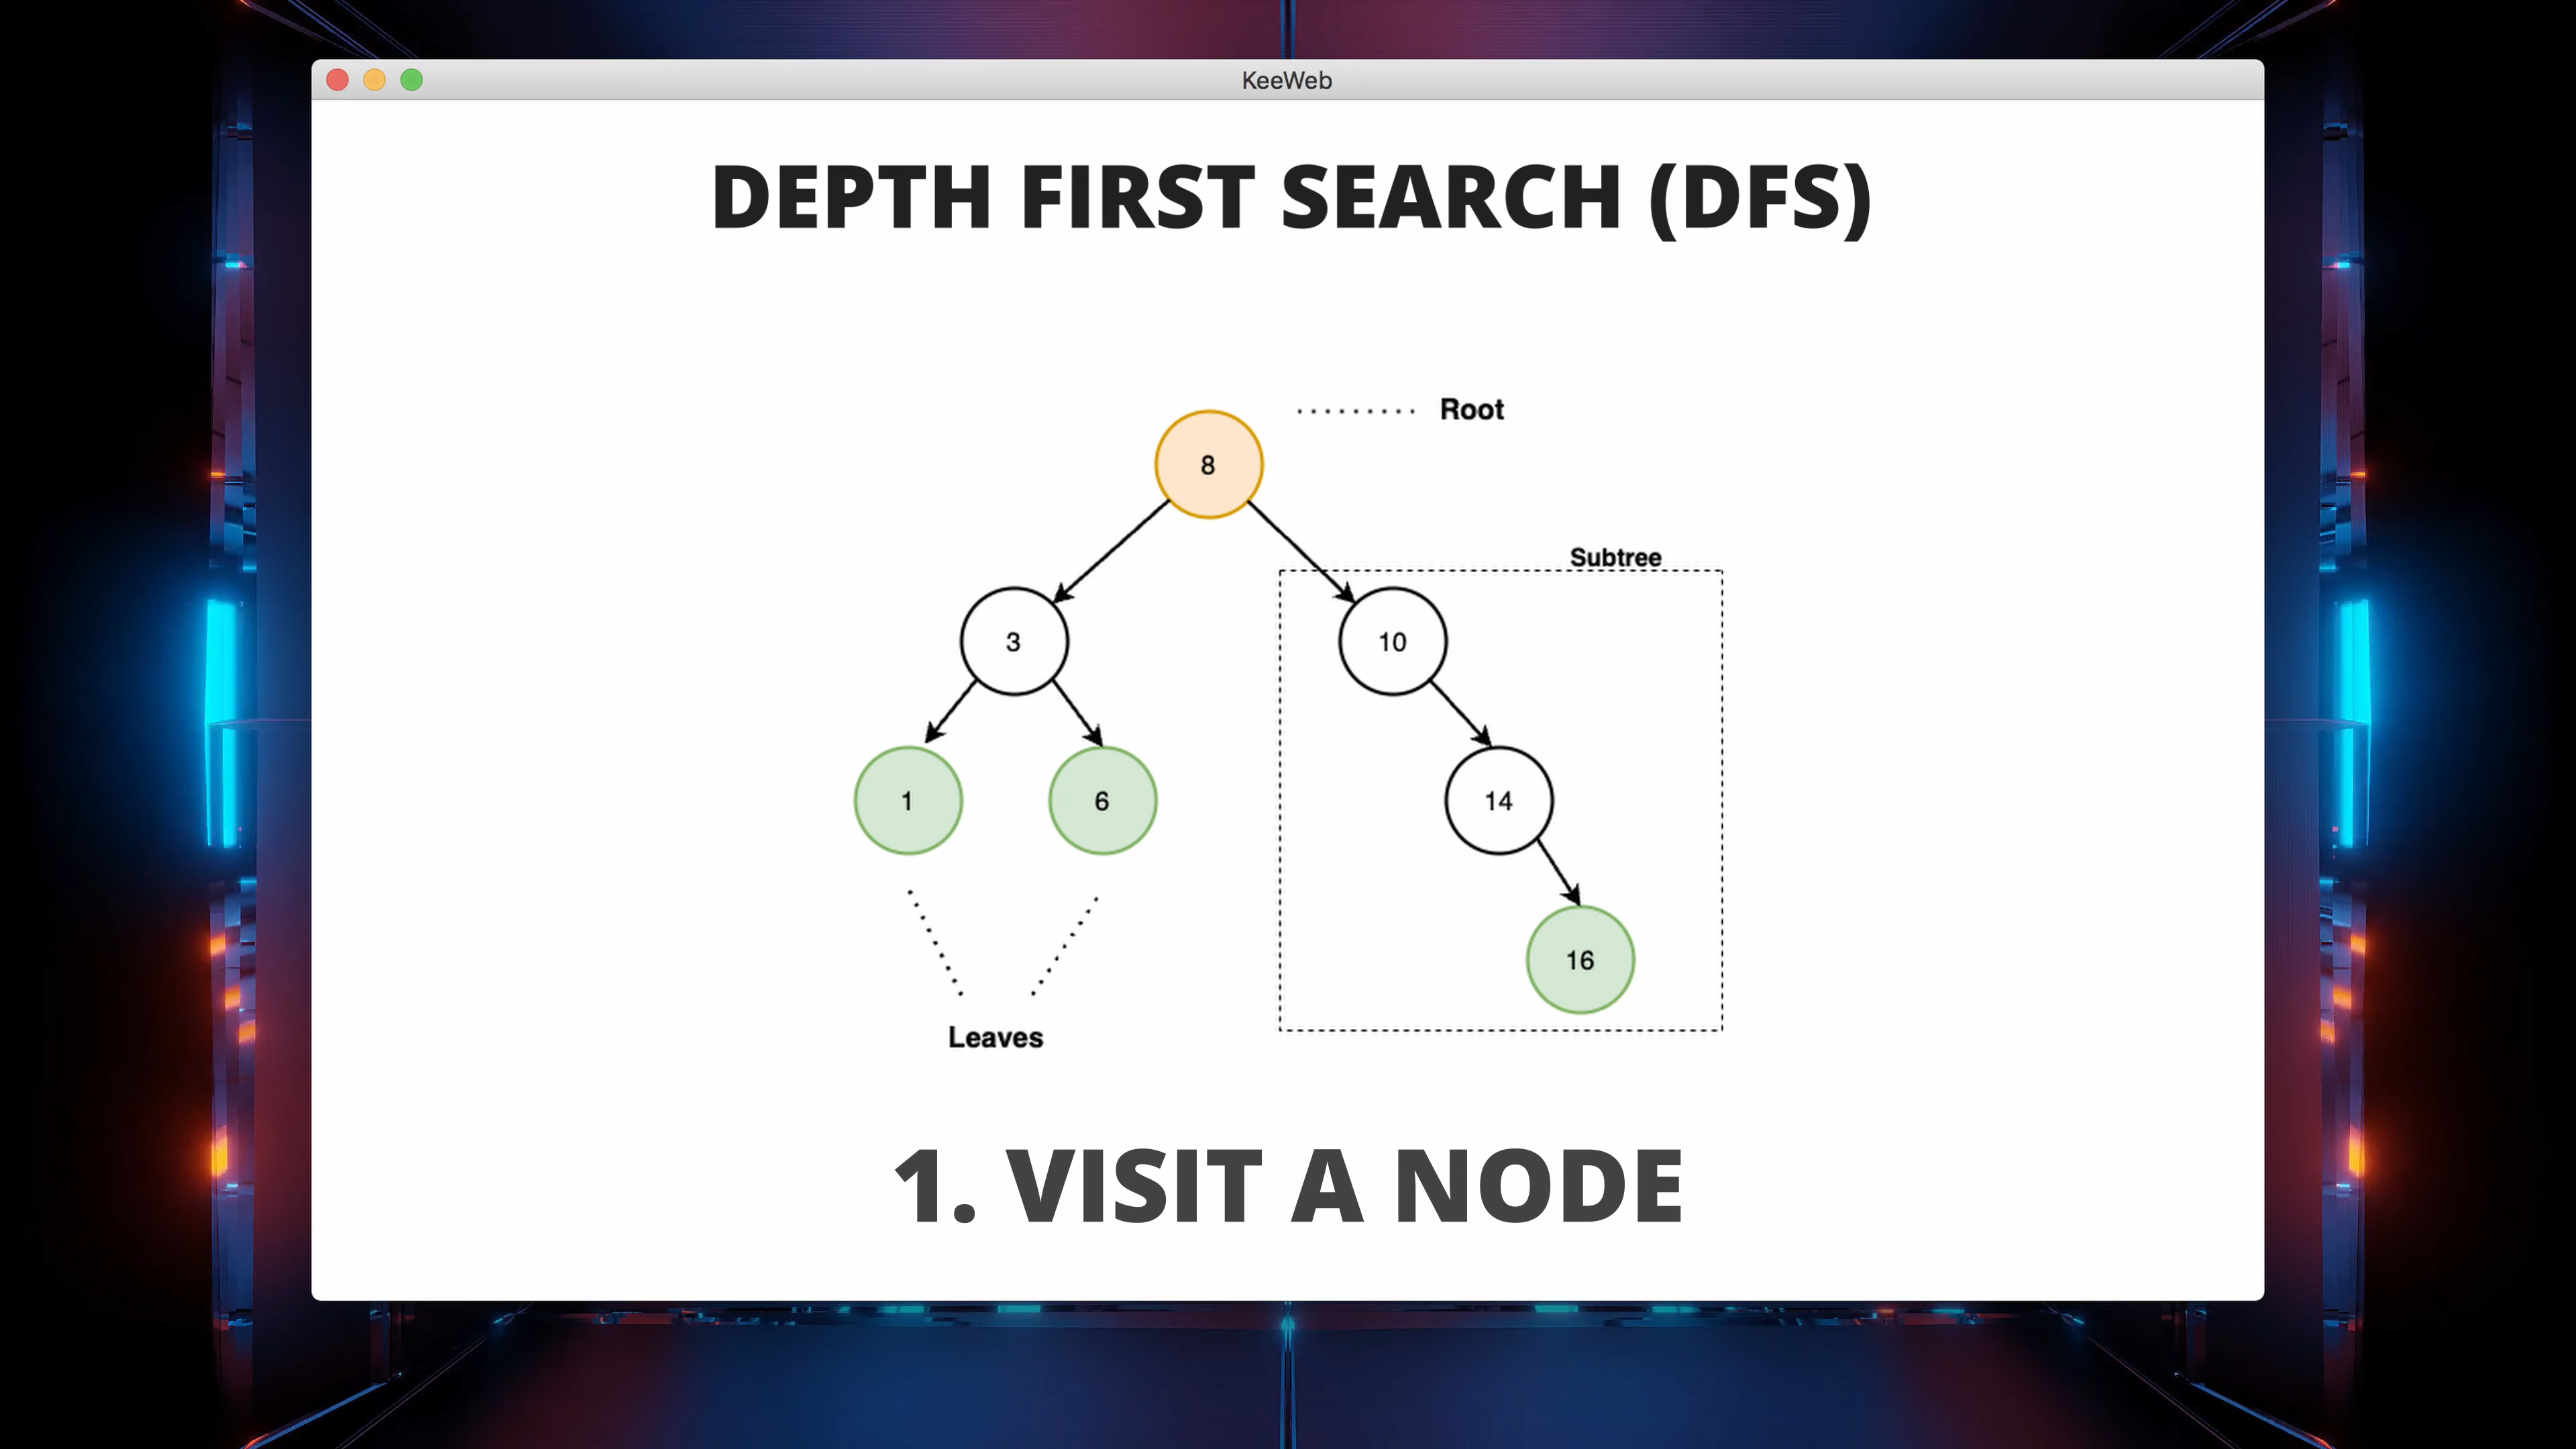 KeeWeb
DEPTH FIRST SEARCH (DFS)
Root
8
Subtree
3
10
1
6
14
16
Leaves
1. VISIT A NODE